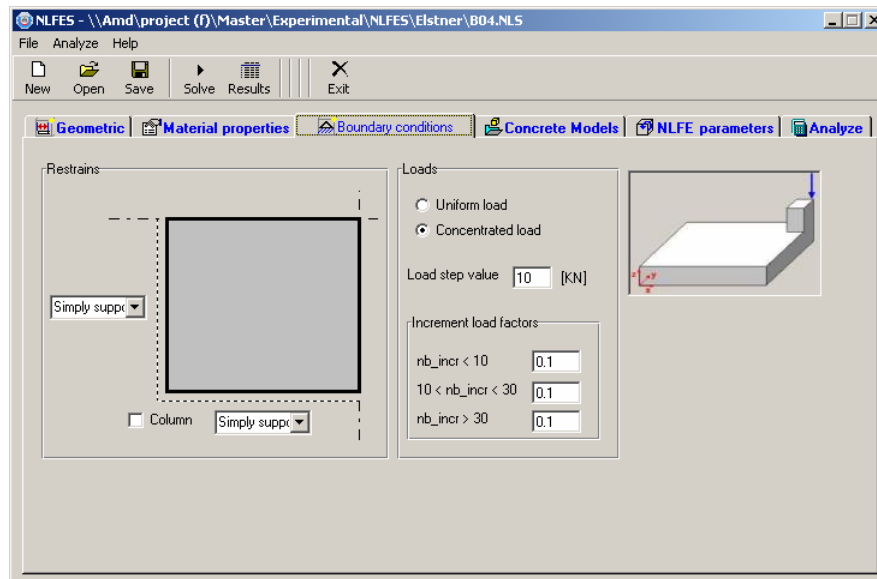 NLFES - \\Amd\project (f)\Master\Experimental\NLFES\Elstner\B04.NLS
File Analyze Help
New Open Save Solve Results Exit
Geometric Material properties Boundary conditions Concrete Models NLFE parameters Analyze
Restrains
Simply supp
Column Simply supp
Loads
Uniform load
Concentrated load
Load step value 10 [KN]
Increment load factors
nb_incr < 10 0.1
10 < nb_incr < 30 0.1
nb_incr > 30 0.1
z y
x